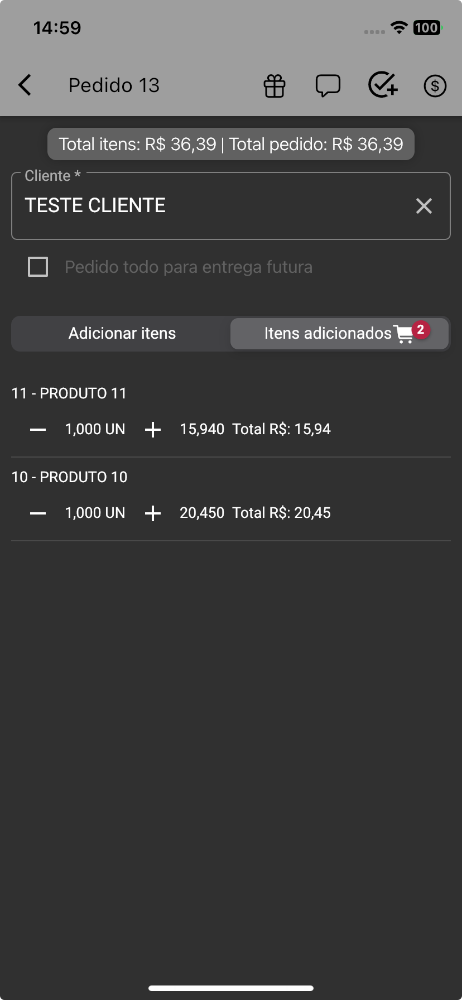 14:59
100
Pedido 13
Total itens: R$ 36,39 | Total pedido: R$ 36,39
Cliente *
TESTE CLIENTE
Pedido todo para entrega futura
Adicionar itens
Itens adicionados 2
11 - PRODUTO 11
1,000 UN 15,940 Total R$: 15,94
10 - PRODUTO 10
1,000 UN 20,450 Total R$: 20,45